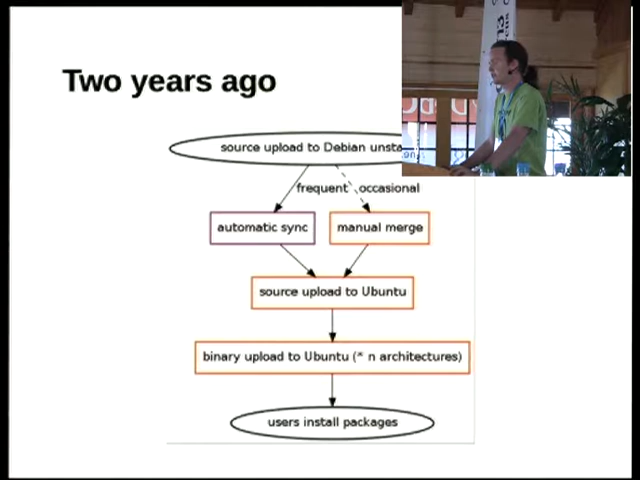 Two years ago
source upload to Debian unsta
frequent occasional
automatic sync
manual merge
source upload to Ubuntu
binary upload to Ubuntu (* n architectures)
users install packages